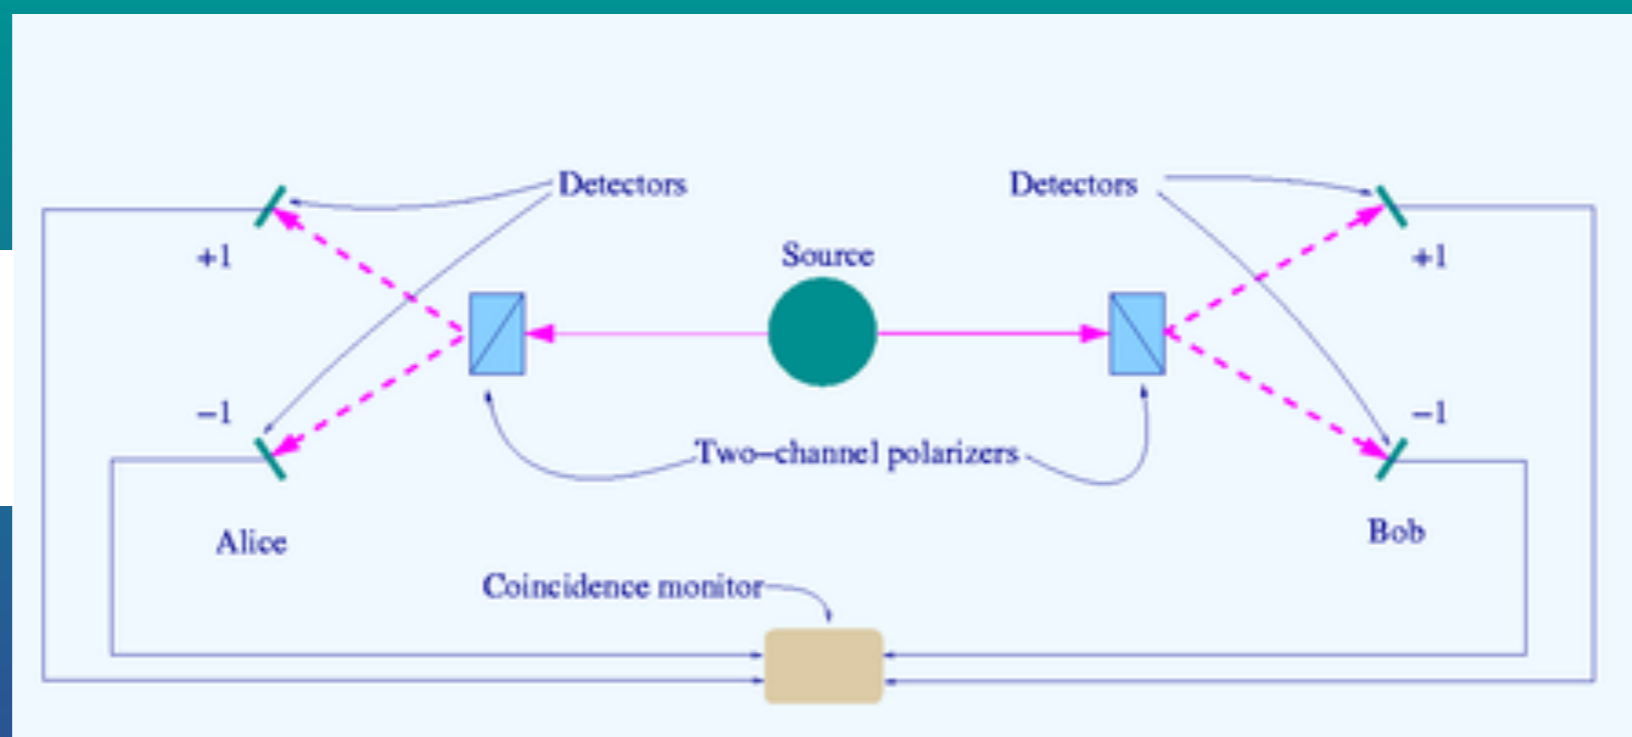 Detectors
Detectors
Source
+1
+1
−1
−1
Two−channel polarizers
Alice
Bob
Coincidence monitor